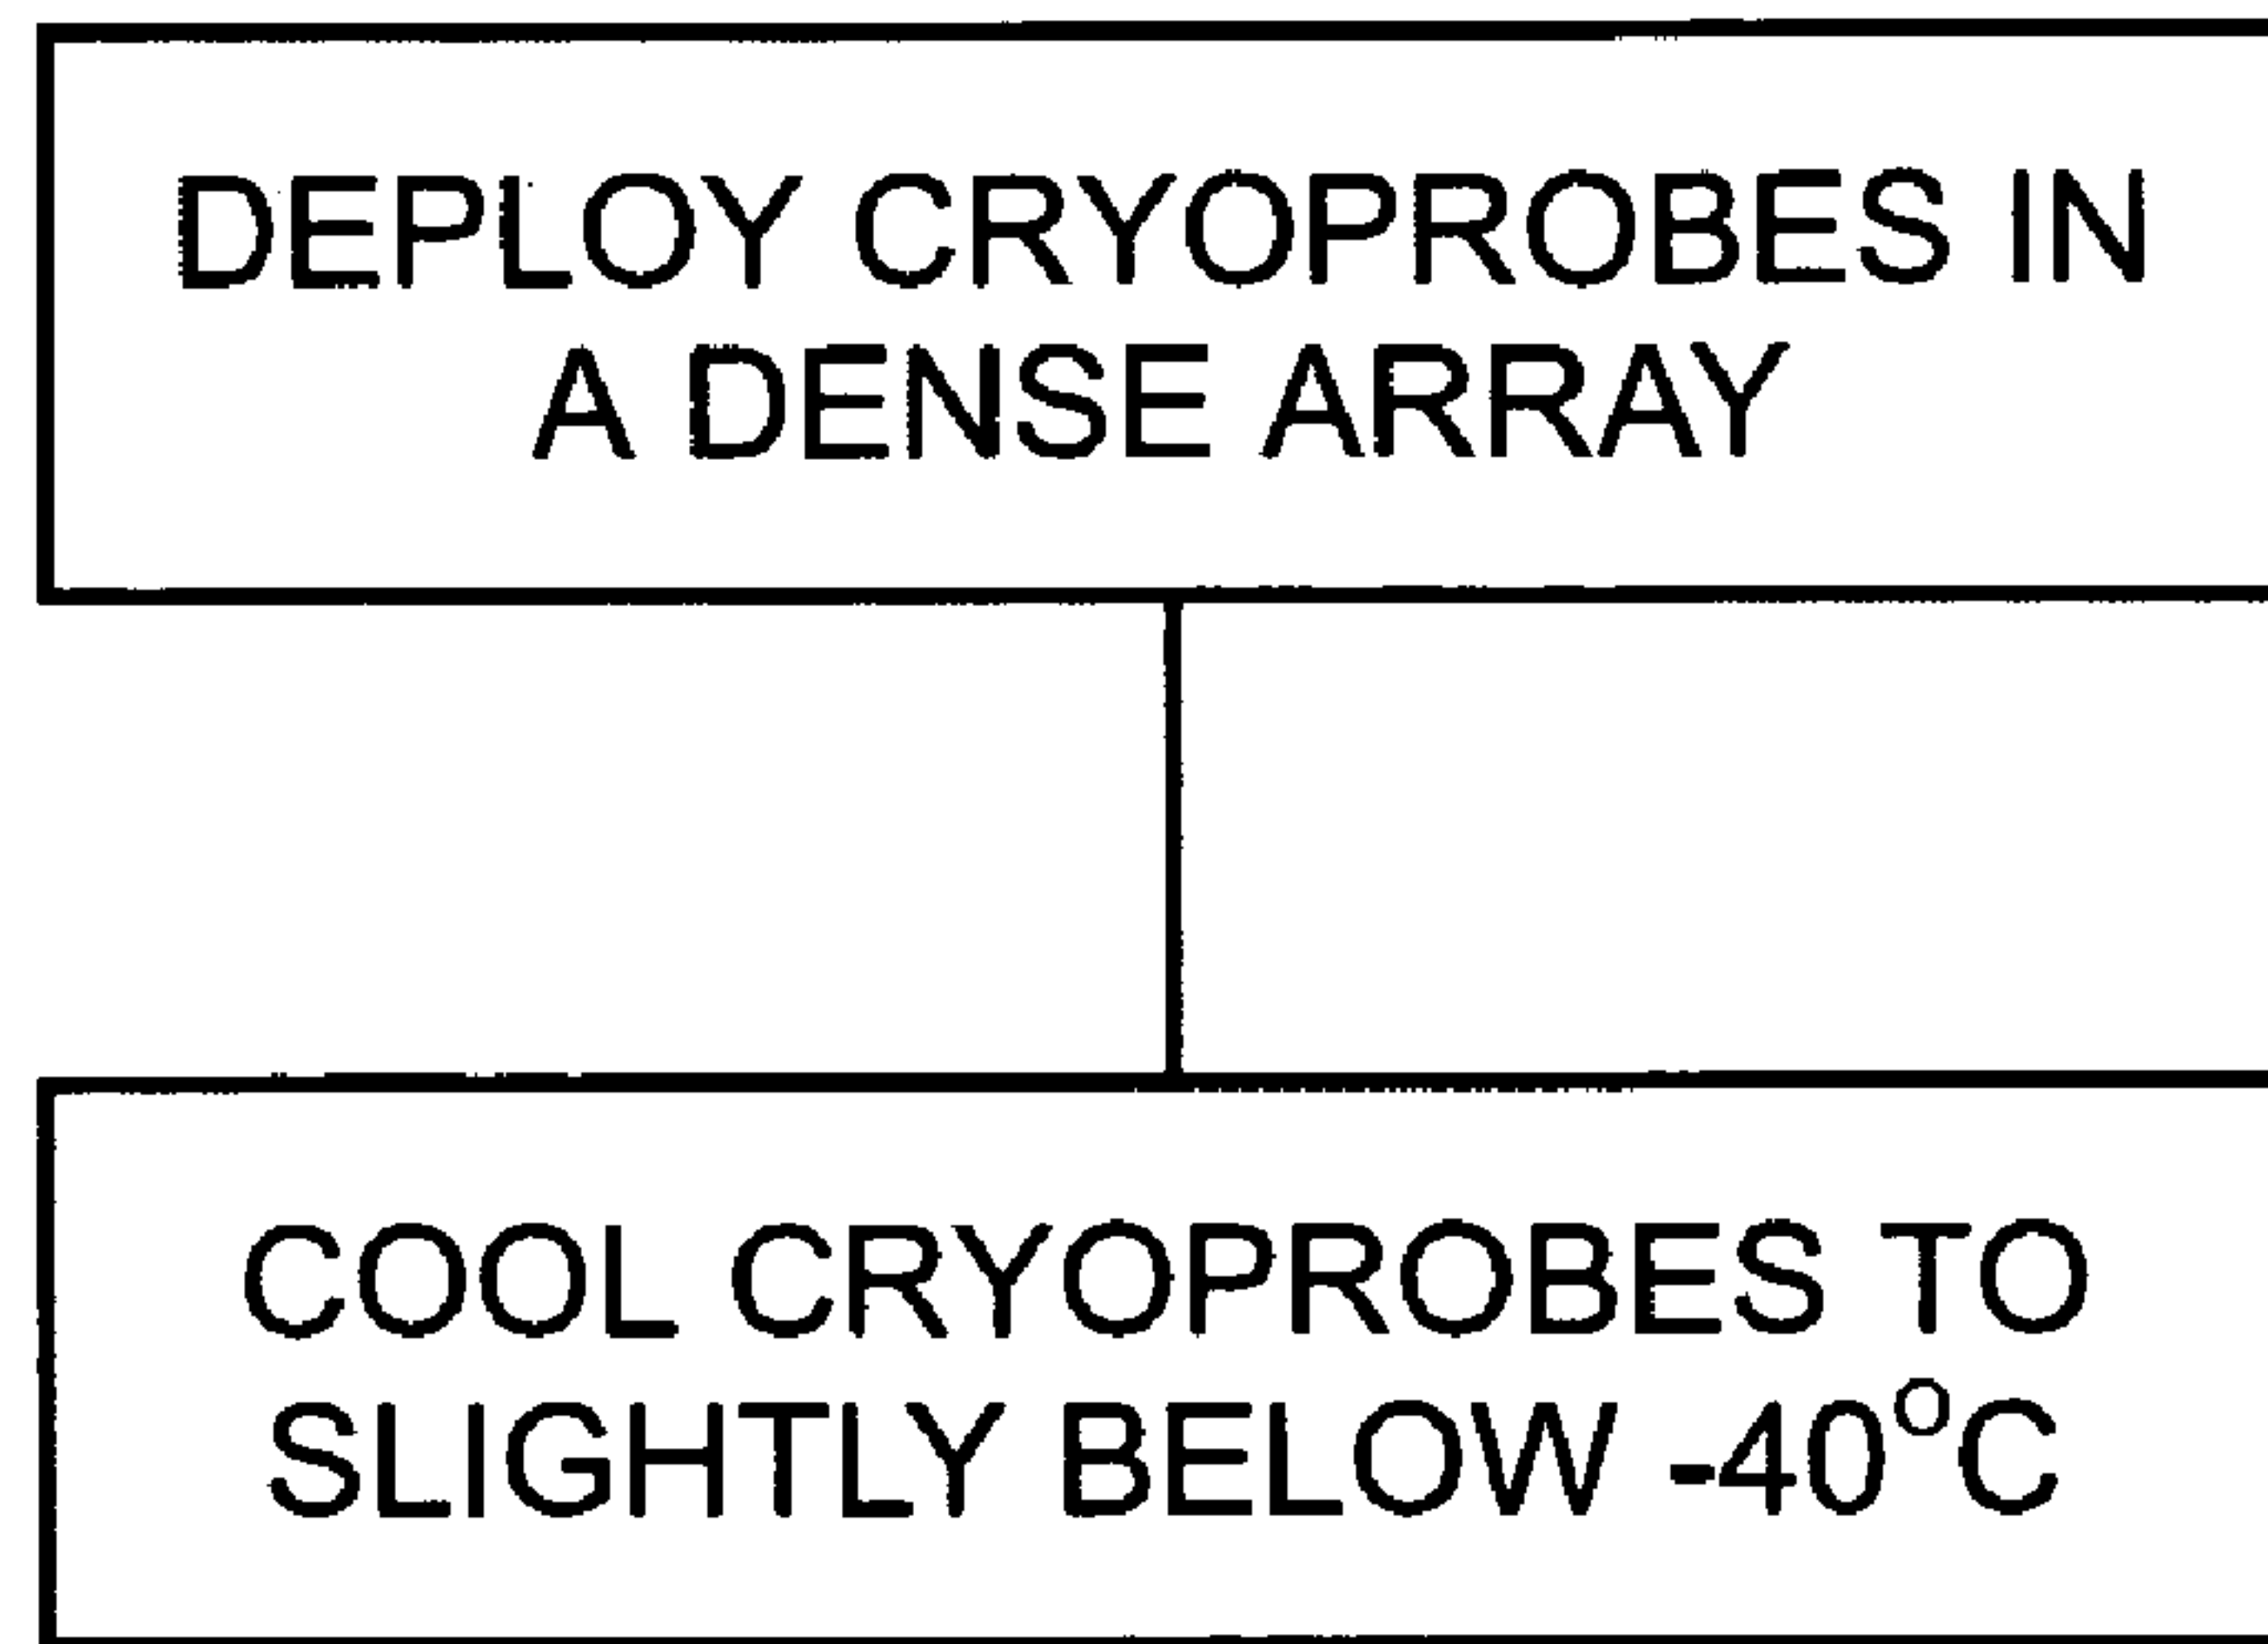 DEPLOY CRYOPROBES IN
A DENSE ARRAY
COOL CRYOPROBES TO
SLIGHTLY BELOW -40°C